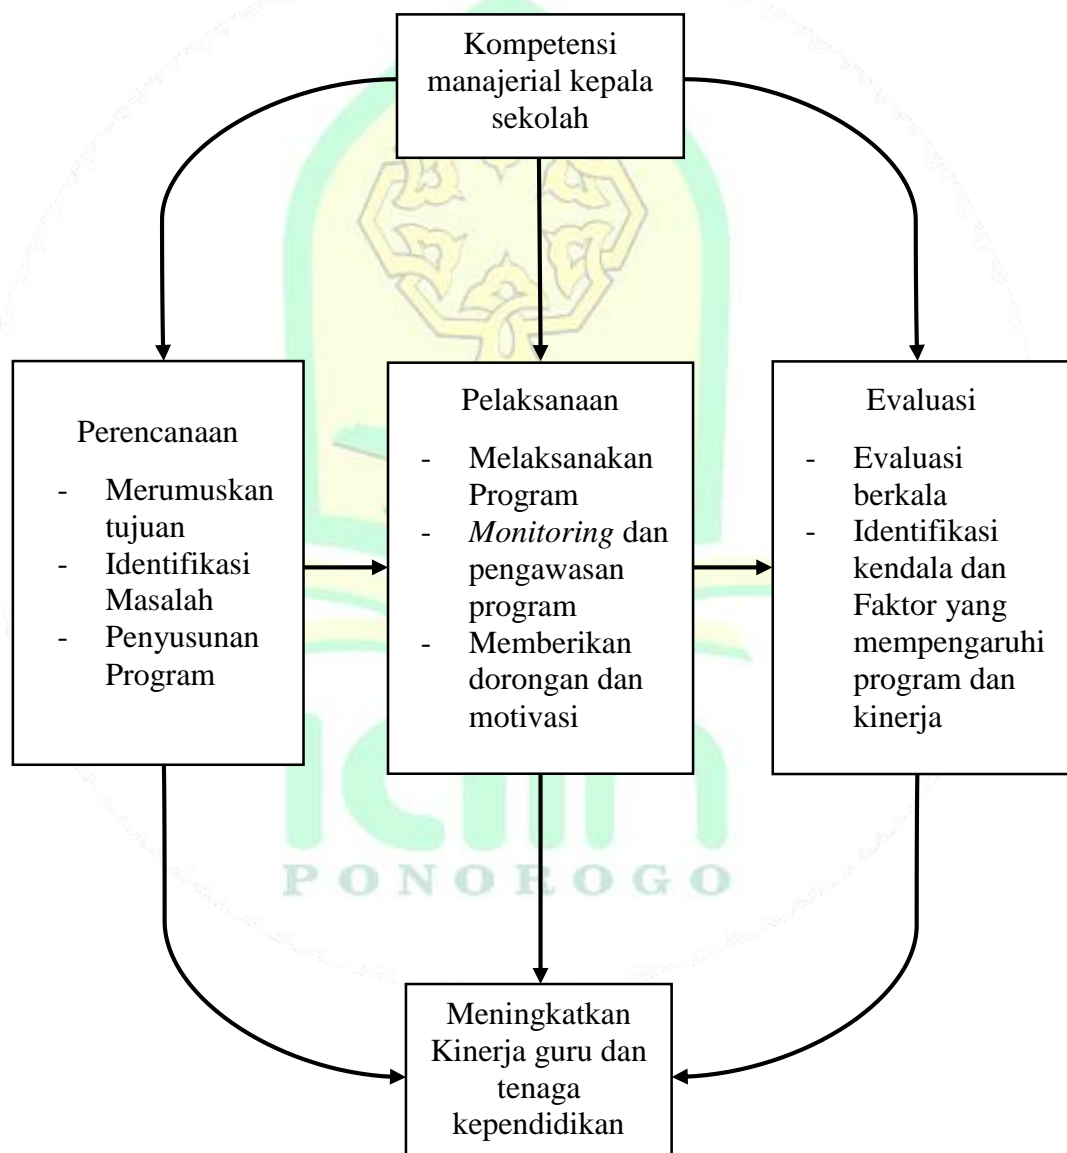 Kompetensi
manajerial kepala
sekolah
Perencanaan
- Merumuskan
tujuan
- Identifikasi
Masalah
- Penyusunan
Program
Pelaksanaan
- Melaksanakan
Program
- Monitoring dan
pengawasan
program
- Memberikan
dorongan dan
motivasi
Evaluasi
- Evaluasi
berkala
- Identifikasi
kendala dan
Faktor yang
mempengaruhi
program dan
kinerja
PONOROGO
Meningkatkan
Kinerja guru dan
tenaga
kependidikan